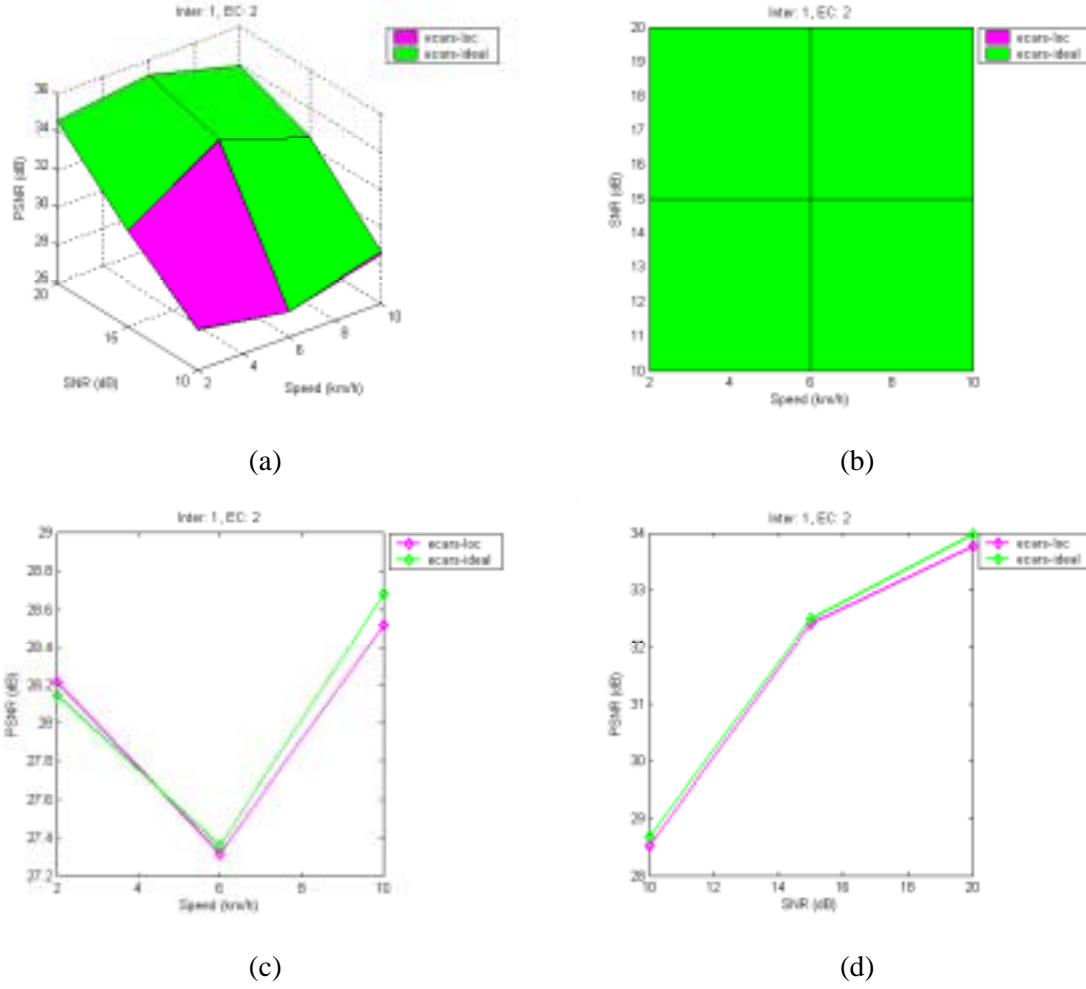 Inter: 1, EC: 2
ecars-loc
ecars-ideal
PSNR (dB)
36
34
32
30
28
26
20
15
10
SNR (dB)
2
4
6
8
10
Speed (km/h)
(a)
Inter: 1, EC: 2
ecars-loc
ecars-ideal
SNR (dB)
20
19
18
17
16
15
14
13
12
11
10
2
4
6
8
10
Speed (km/h)
(b)
Inter: 1, EC: 2
ecars-loc
ecars-ideal
PSNR (dB)
29
28.8
28.6
28.4
28.2
28
27.8
27.6
27.4
27.2
2
4
6
8
10
Speed (km/h)
(c)
Inter: 1, EC: 2
ecars-loc
ecars-ideal
PSNR (dB)
34
33
32
31
30
29
28
10
12
14
16
18
20
SNR (dB)
(d)